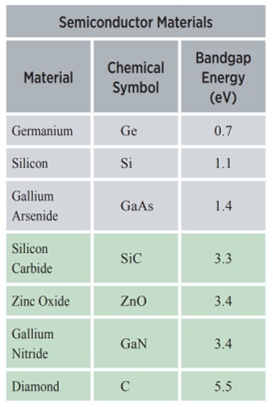 Semiconductor Materials
Material Chemical Symbol Bandgap Energy (eV)
Germanium Ge 0.7
Silicon Si 1.1
Gallium Arsenide GaAs 1.4
Silicon Carbide SiC 3.3
Zinc Oxide ZnO 3.4
Gallium Nitride GaN 3.4
Diamond C 5.5